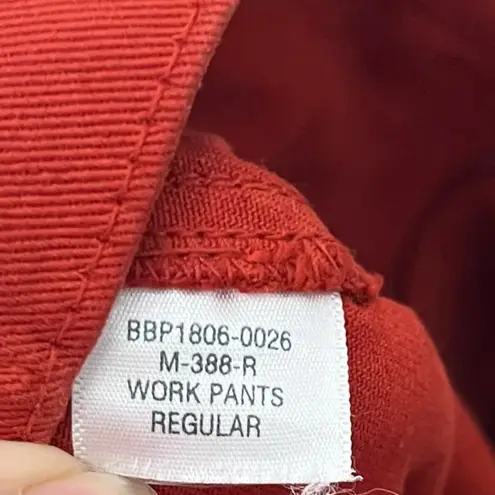 BBP1806-0026
M-388-R
WORK PANTS
REGULAR